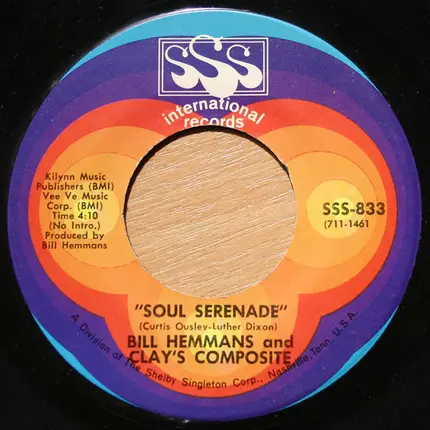 SSS
international
records
Kilynn Music
Publishers (BMI)
Vee Ve Music
Corp. (BMI)
Time 4:10
(No Intro.)
Produced by
Bill Hemmans
SSS-833
(711-1461
"SOUL SERENADE"
(Curtis Ousley-Luther Dixon)
BILL HEMMANS and
CLAY'S COMPOSITE
A Division of The Shelby Singleton Corp., Nashville, Tenn. U.S.A.